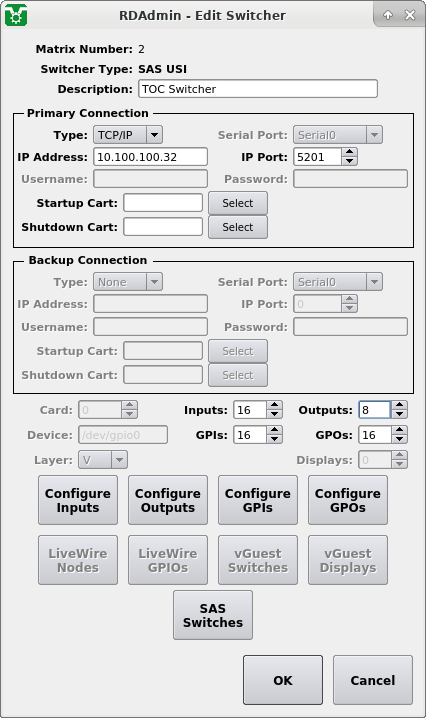 RDAdmin - Edit Switcher
Matrix Number: 2
Switcher Type: SAS USI
Description: TOC Switcher
Primary Connection
Type: TCP/IP Serial Port: Serial0
IP Address: 10.100.100.32 IP Port: 5201
Username: Password:
Startup Cart: Select
Shutdown Cart: Select
Backup Connection
Type: None Serial Port: Serial0
IP Address: IP Port: 0
Username: Password:
Startup Cart: Select
Shutdown Cart: Select
Card: 0 Inputs: 16 Outputs: 8
Device: /dev/gpio0 GPIs: 16 GPOs: 16
Layer: V Displays: 0
Configure Configure Configure Configure
Inputs Outputs GPIs GPOs
LiveWire LiveWire vGuest vGuest
Nodes GPIOs Switches Displays
SAS
Switches
OK Cancel